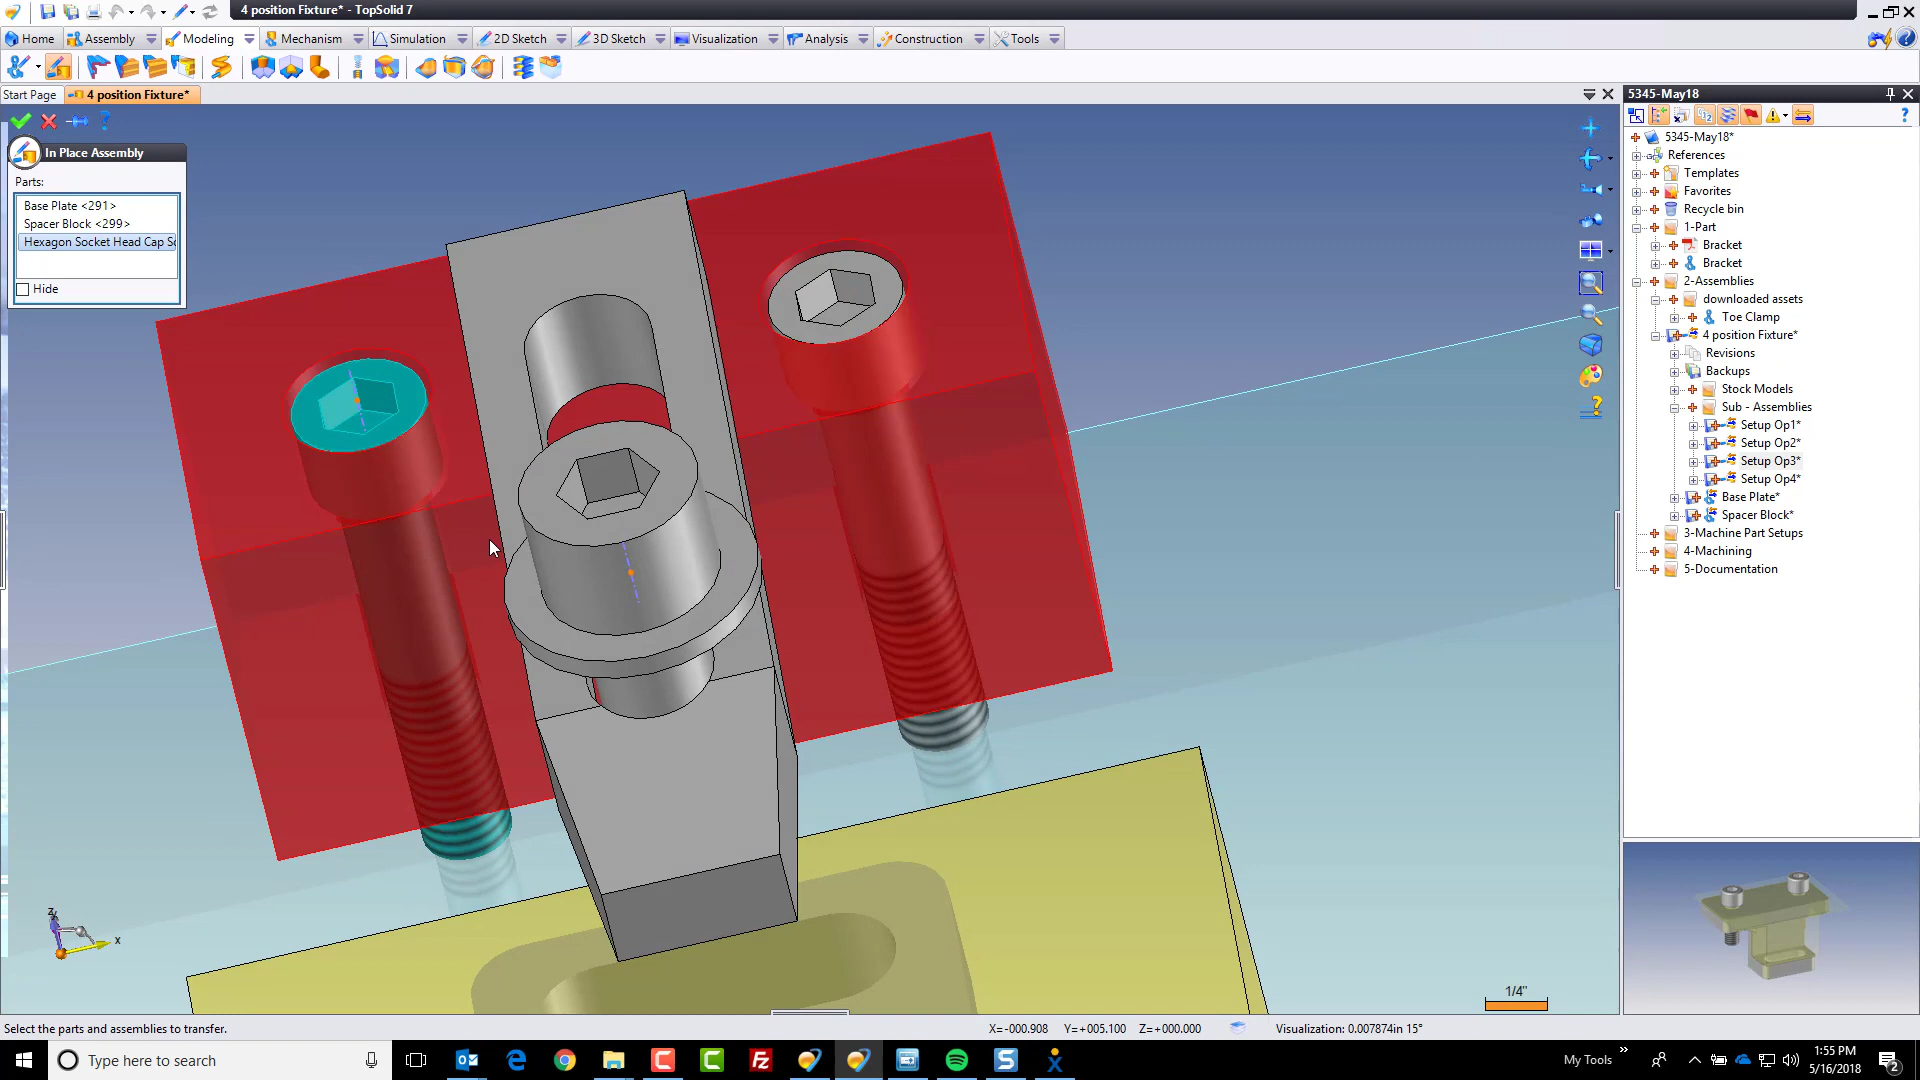 4 position Fixture* - TopSolid 7
Home
Assembly
Modeling
Mechanism
Simulation
2D Sketch
3D Sketch
Visualization
Analysis
Construction
Tools
Start Page
4 position Fixture*
In Place Assembly
Parts:
Base Plate <291>
Spacer Block <299>
Hexagon Socket Head Cap Sc
Hide
5345-May18
5345-May18*
References
Templates
Favorites
Recycle bin
1-Part
Bracket
Bracket
2-Assemblies
downloaded assets
Toe Clamp
4 position Fixture*
Revisions
Backups
Stock Models
Sub - Assemblies
Setup Op1*
Setup Op2*
Setup Op3*
Setup Op4*
Base Plate*
Spacer Block*
3-Machine Part Setups
4-Machining
5-Documentation
z
x
1/4"
Select the parts and assemblies to transfer.
X=-000.908 Y=+005.100 Z=+000.000
Visualization: 0.007874in 15°
Type here to search
My Tools
1:55 PM
5/16/2018
2